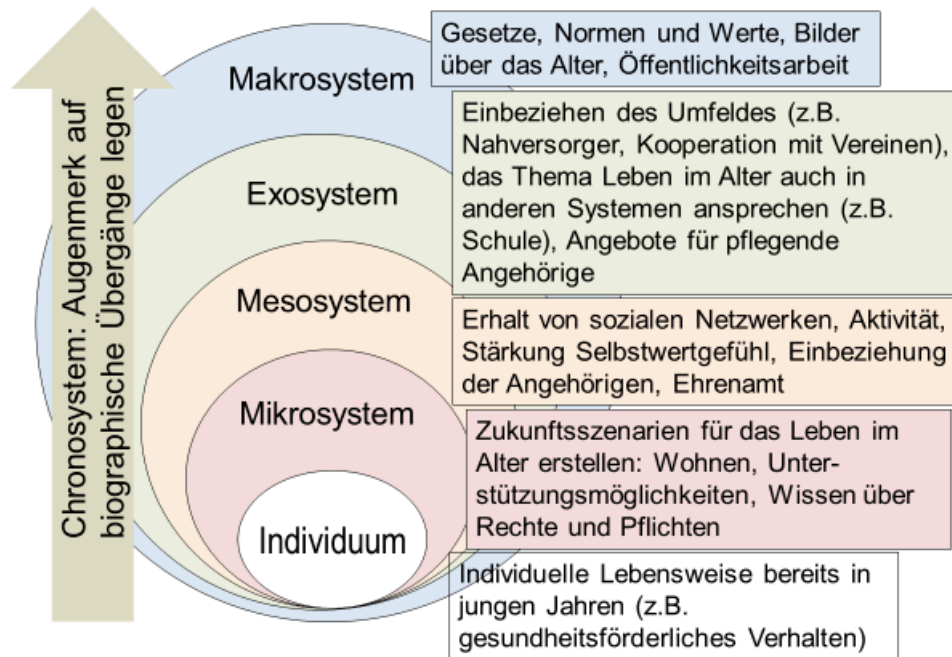 Chronosystem: Augenmerk auf
biographische Übergänge legen
Makrosystem
Gesetze, Normen und Werte, Bilder
über das Alter, Öffentlichkeitsarbeit
Exosystem
Einbeziehen des Umfeldes (z.B.
Nahversorger, Kooperation mit Vereinen),
das Thema Leben im Alter auch in
anderen Systemen ansprechen (z.B.
Schule), Angebote für pflegende
Angehörige
Mesosystem
Erhalt von sozialen Netzwerken, Aktivität,
Stärkung Selbstwertgefühl, Einbeziehung
der Angehörigen, Ehrenamt
Mikrosystem
Zukunftsszenarien für das Leben im
Alter erstellen: Wohnen, Unter-
stützungsmöglichkeiten, Wissen über
Rechte und Pflichten
Individuum
Individuelle Lebensweise bereits in
jungen Jahren (z.B.
gesundheitsförderliches Verhalten)